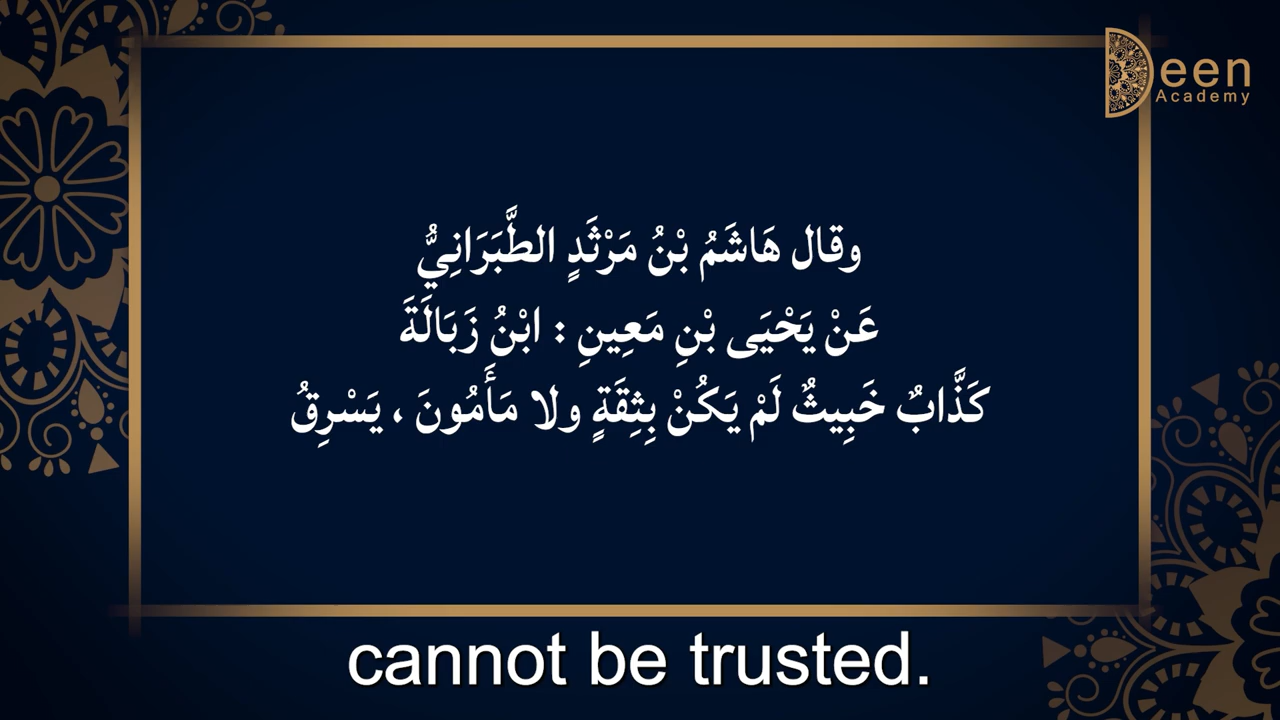 Deen
Academy
وقال هَاشَمُ بْنُ مَرْثَدٍ الطَّبَرَانِيُّ
عَنْ يَحْيَى بْنِ مَعِينِ : ابْنُ زَبَالَةَ
كَذَّابٌ خَبِيثٌ لَمْ يَكُنْ بِثِقَةٍ ولا مَأَمُونَ ، يَسْرِقُ
cannot be trusted.